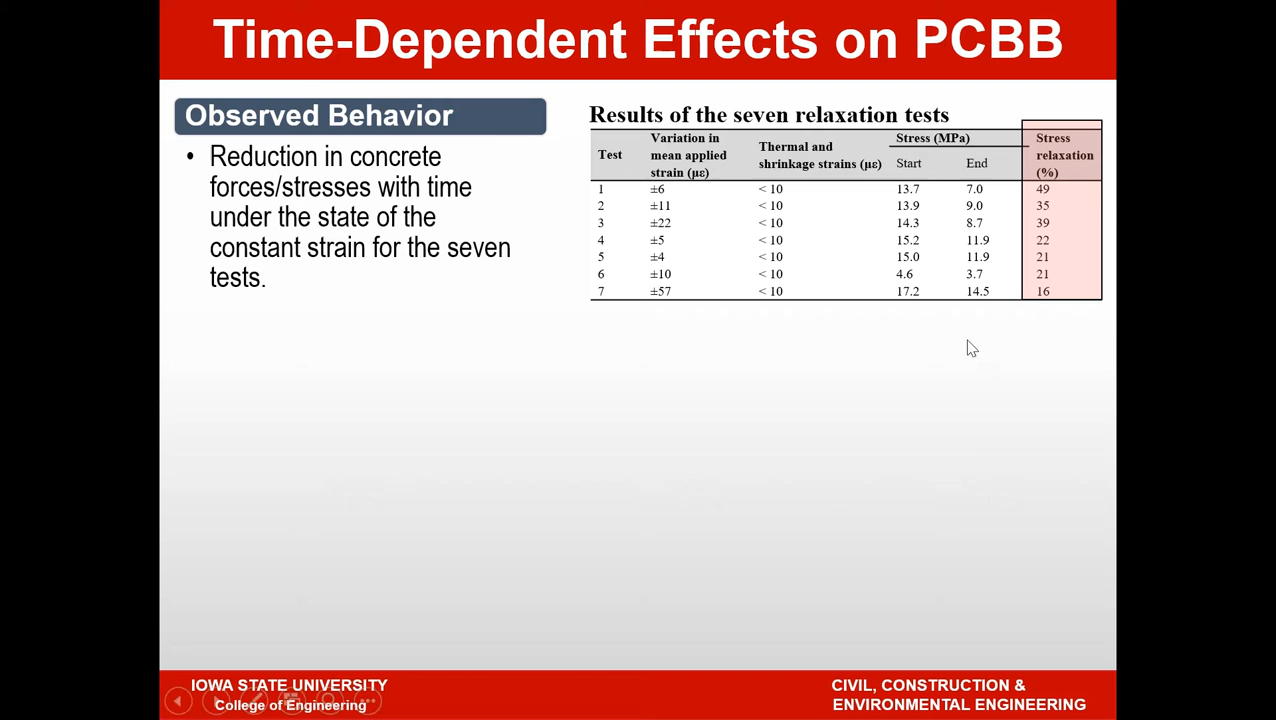 Time-Dependent Effects on PCBB
Observed Behavior
• Reduction in concrete
forces/stresses with time
under the state of the
constant strain for the seven
tests.
Results of the seven relaxation tests
Test Variation in mean applied strain (με) Thermal and shrinkage strains (με) Stress (MPa) Start End Stress relaxation (%)
1 ±6 < 10 13.7 7.0 49
2 ±11 < 10 13.9 9.0 35
3 ±22 < 10 14.3 8.7 39
4 ±5 < 10 15.2 11.9 22
5 ±4 < 10 15.0 11.9 21
6 ±10 < 10 4.6 3.7 21
7 ±57 < 10 17.2 14.5 16
IOWA STATE UNIVERSITY
College of Engineering
CIVIL, CONSTRUCTION &
ENVIRONMENTAL ENGINEERING